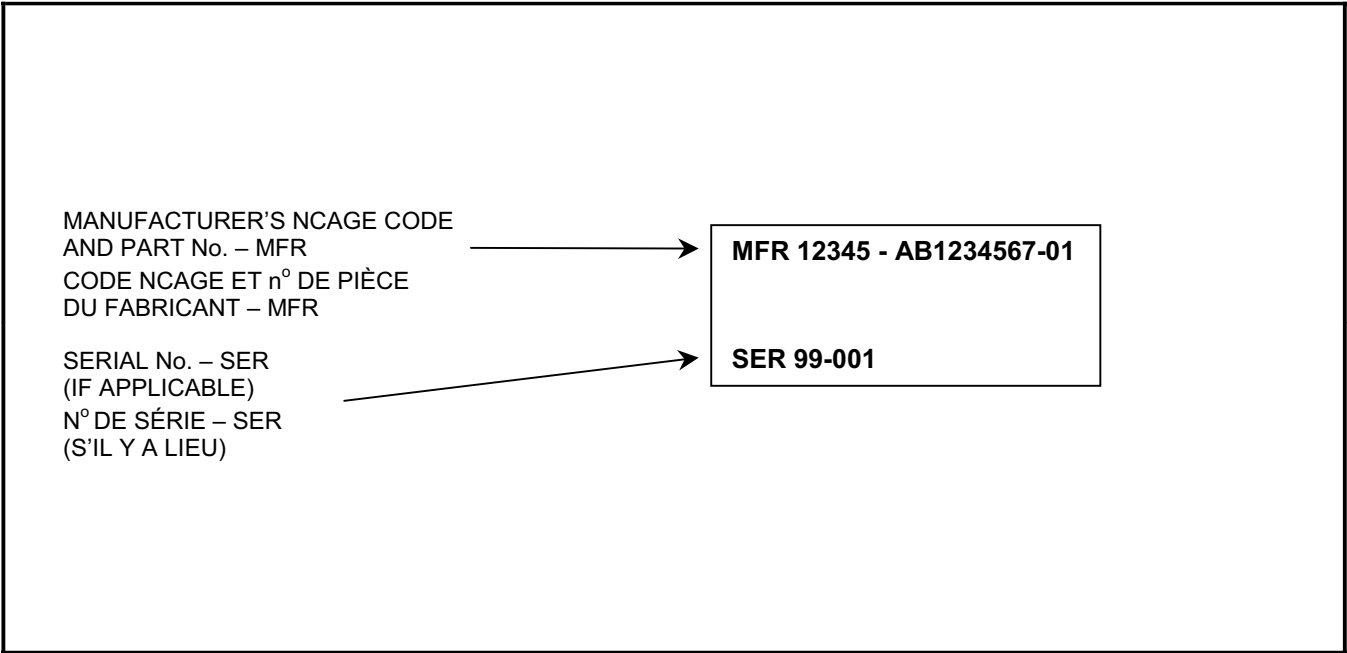 MANUFACTURER'S NCAGE CODE
AND PART No. – MFR
CODE NCAGE ET nº DE PIÈCE
DU FABRICANT – MFR
MFR 12345 - AB1234567-01
SERIAL No. – SER
(IF APPLICABLE)
Nº DE SÉRIE – SER
(S'IL Y A LIEU)
SER 99-001